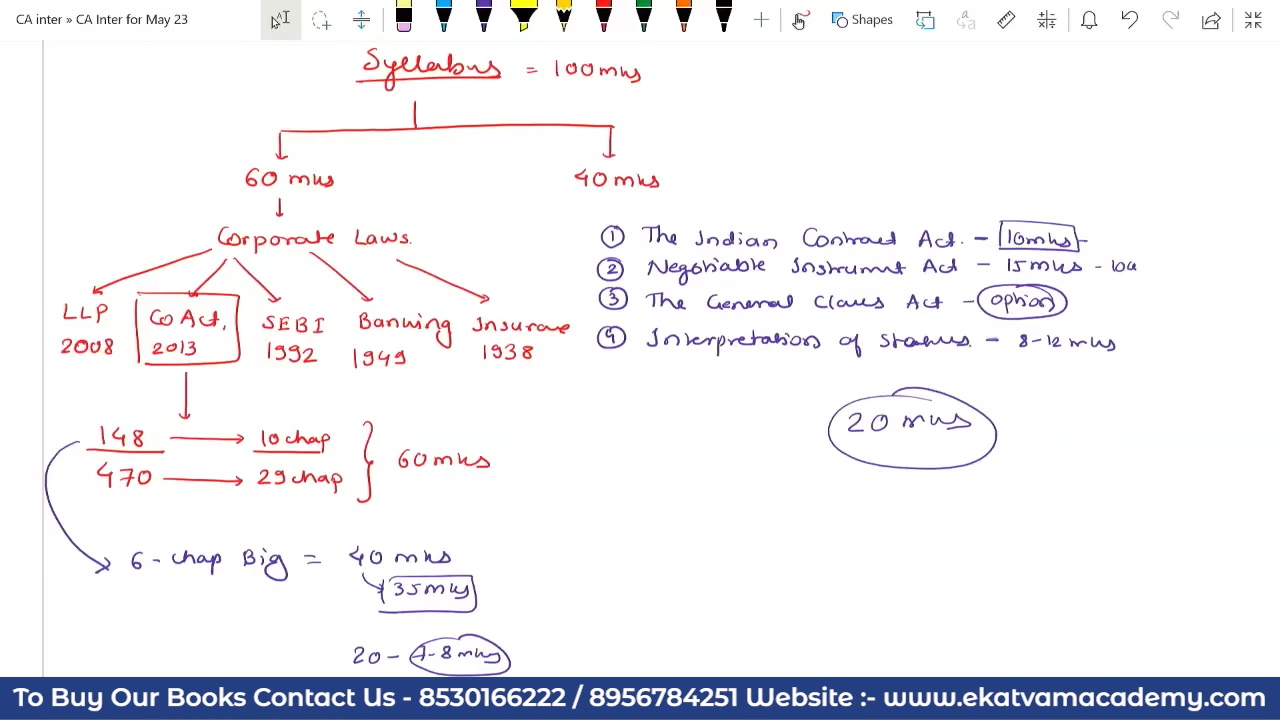 CA inter » CA Inter for May 23
Shapes
Syllabus = 100 mks
60 mks
40 mks
Corporate Laws.
LLP 2008
Co Act, 2013
SEBI 1992
Banking 1949
Insurance 1938
148 → 10 chap
470 → 29 chap
60 mks
6 - chap Big = 40 mks
35 mks
20 - 4-8 mks
① The Indian Contract Act. - 10 mks -
② Negotiable Instrument Act - 15 mks -
③ The General Claus Act - option
④ Interpretation of Status. - 8-12 mks
20 mks
To Buy Our Books Contact Us - 8530166222 / 8956784251 Website :- www.ekatvamacademy.com